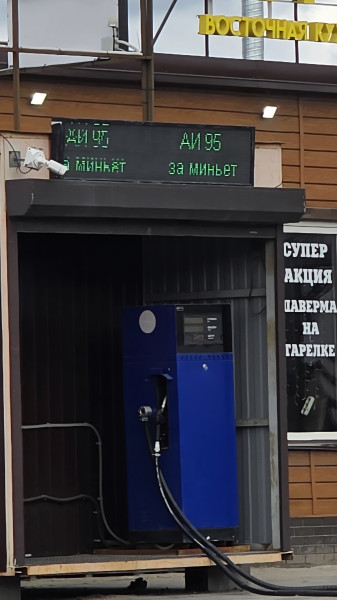 ВОСТОЧНАЯ КУ
АИ 95 АИ 95
за миньет за миньет
СУПЕР
АКЦИЯ
ШАВЕРМА
НА
ТАРЕЛКЕ